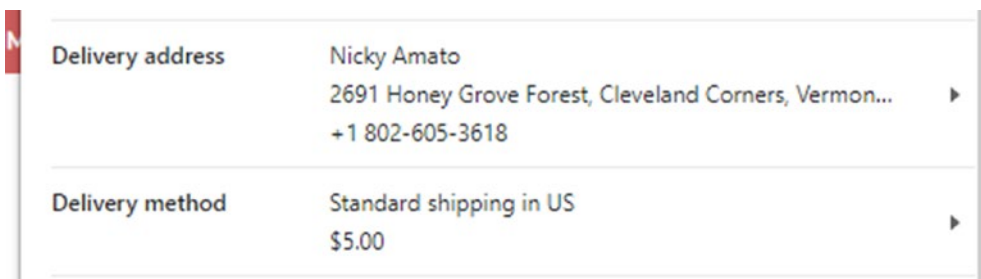 Delivery address
Nicky Amato
2691 Honey Grove Forest, Cleveland Corners, Vermon...
+1 802-605-3618
Delivery method
Standard shipping in US
$5.00